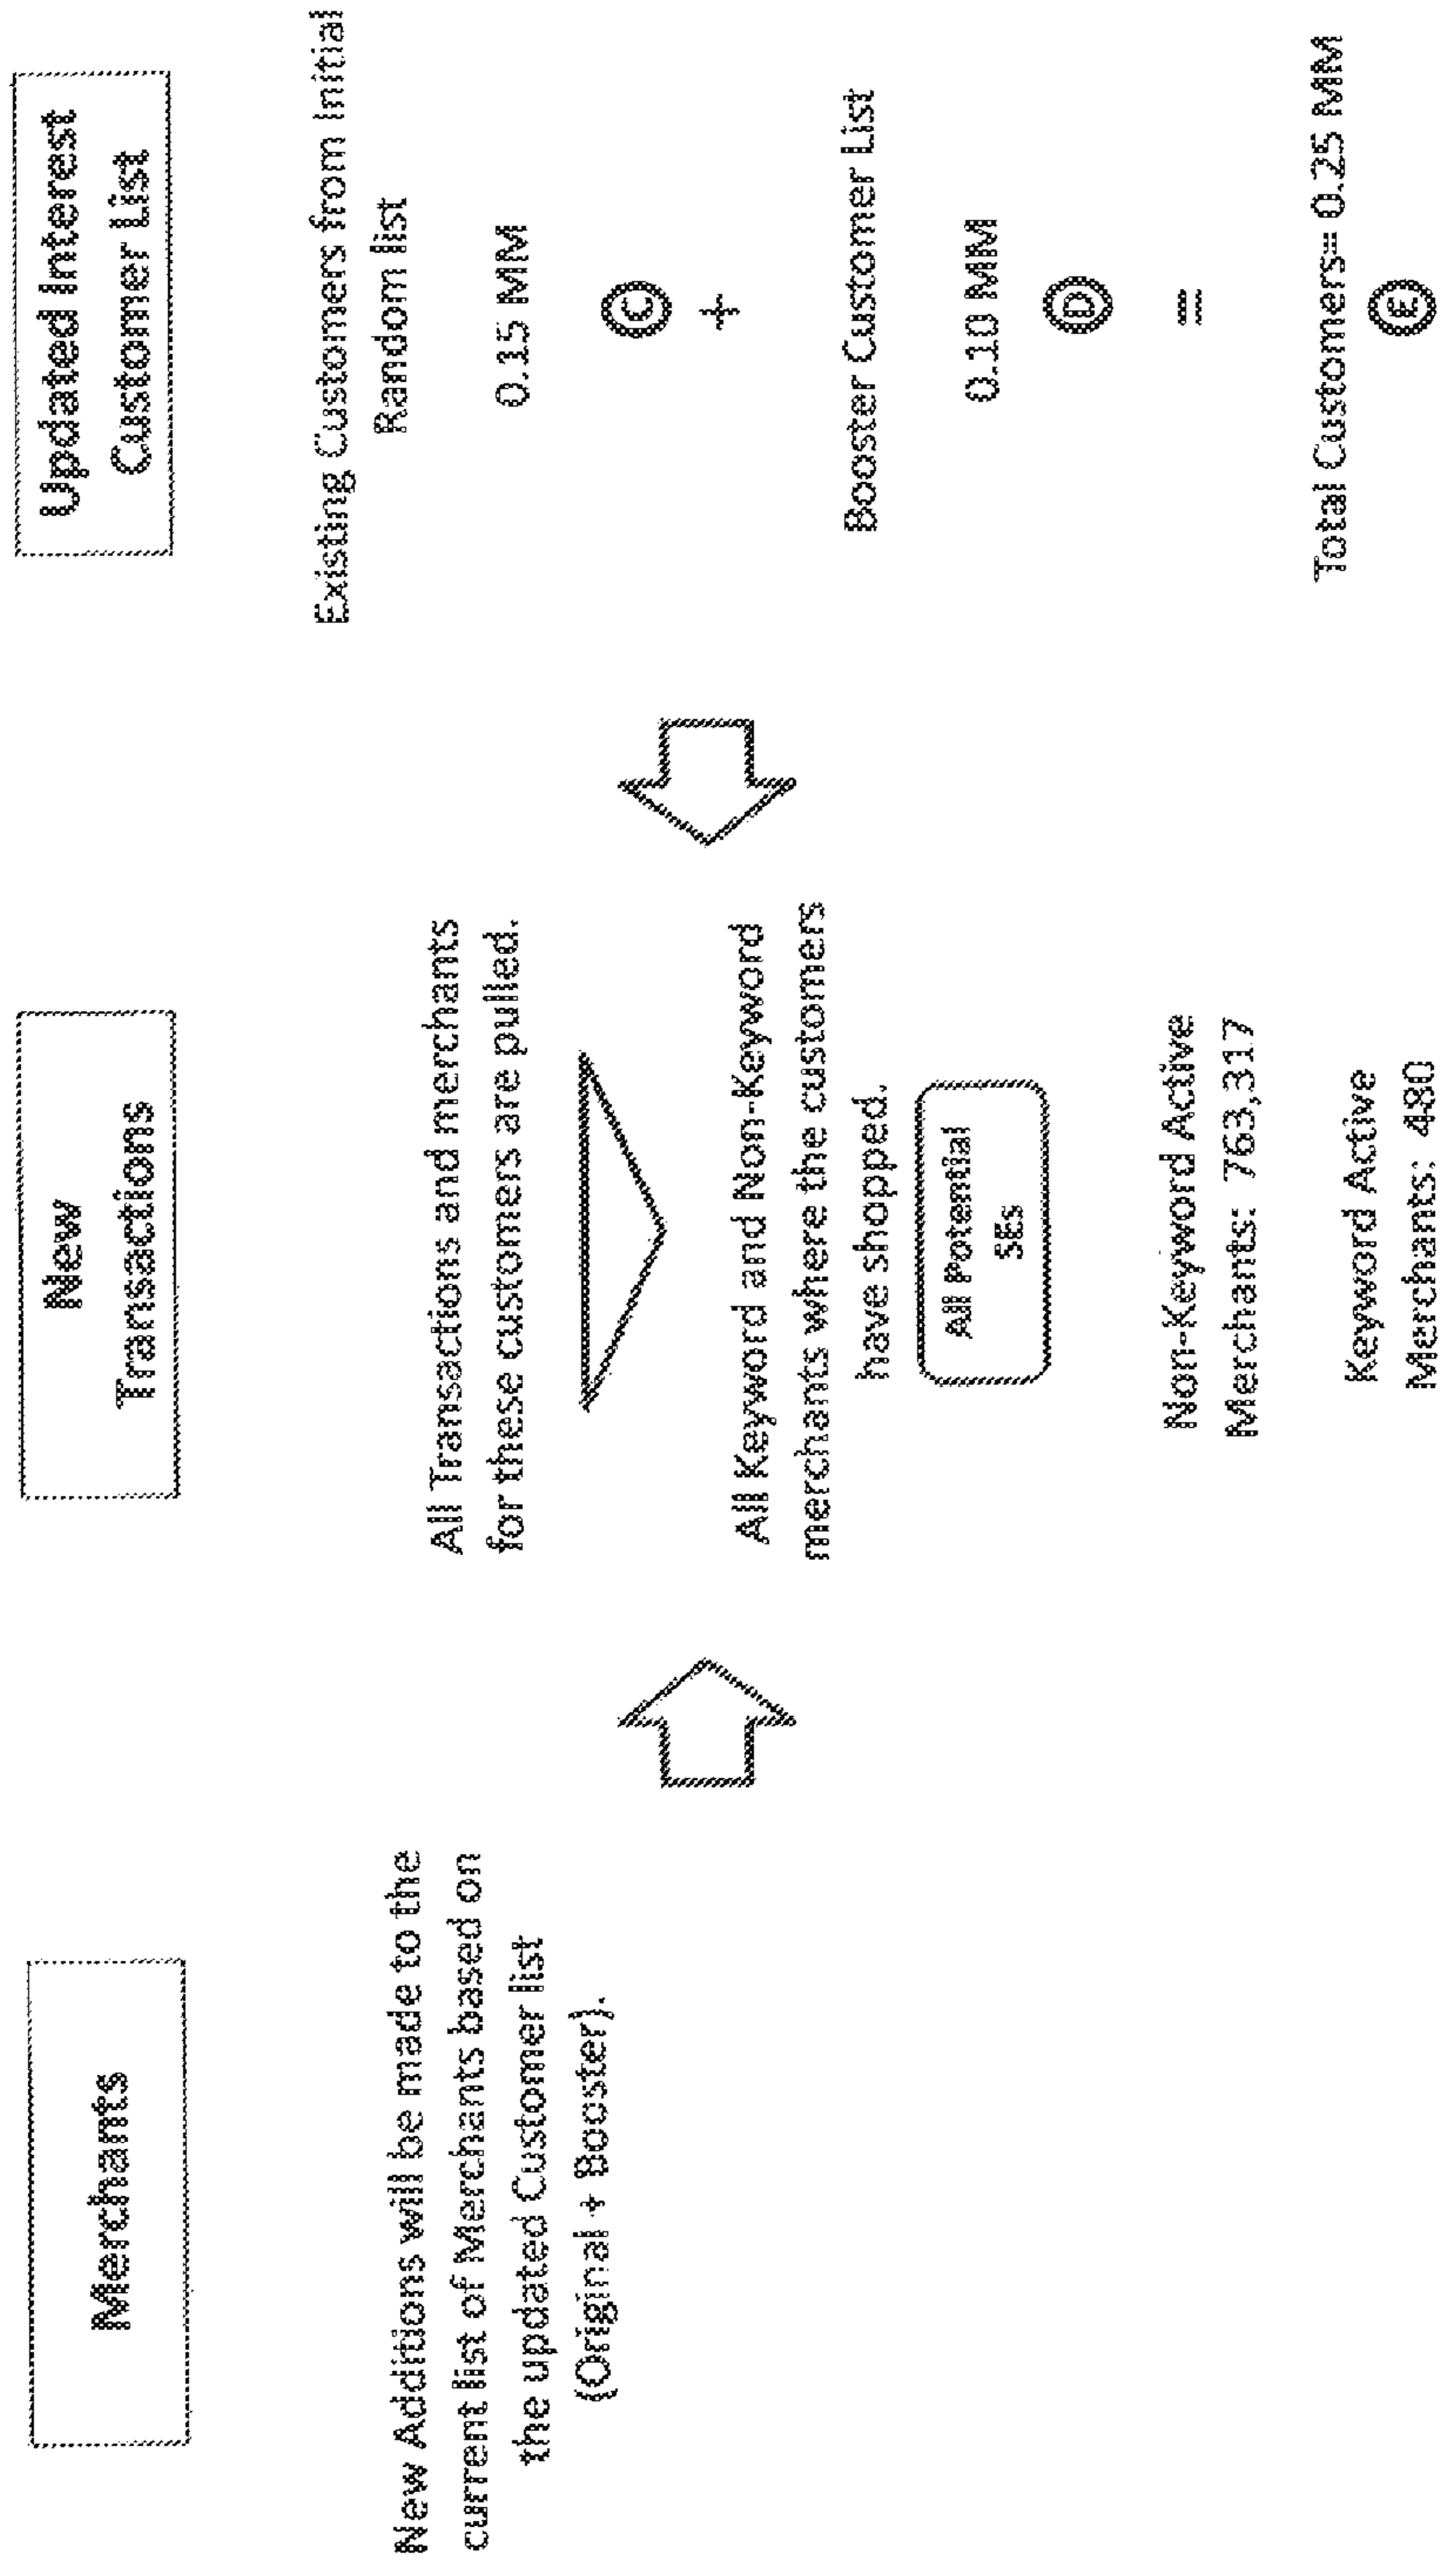 Merchants
New Additions will be made to the
current list of Merchants based on
the updated Customer list
(Original + Booster).
New
Transactions
All Transactions and merchants
for these customers are pulled.
All Keyword and Non-Keyword
merchants where the customers
have shopped.
All Potential
SEs
Non-Keyword Active
Merchants: 763,317
Keyword Active
Merchants: 480
Updated Interest
Customer List
Existing Customers from Initial
Random list
0.15 MM
C
+
Booster Customer List
0.10 MM
D
=
Total Customers= 0.25 MM
E